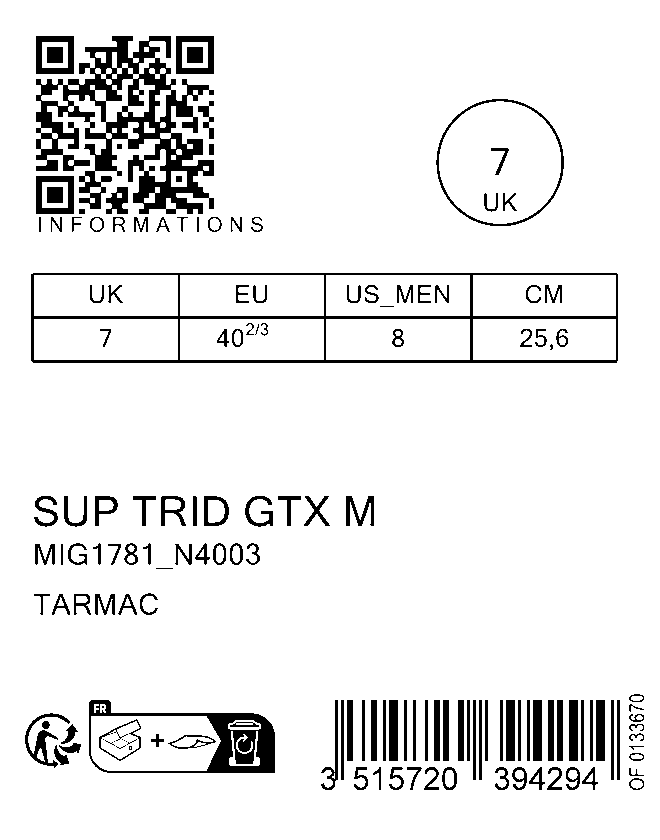 INFORMATIONS
7
UK
UK EU US_MEN CM
7 40 2/3 8 25,6
SUP TRID GTX M
MIG1781_N4003
TARMAC
FR
+
3 515720 394294
OF 0133670